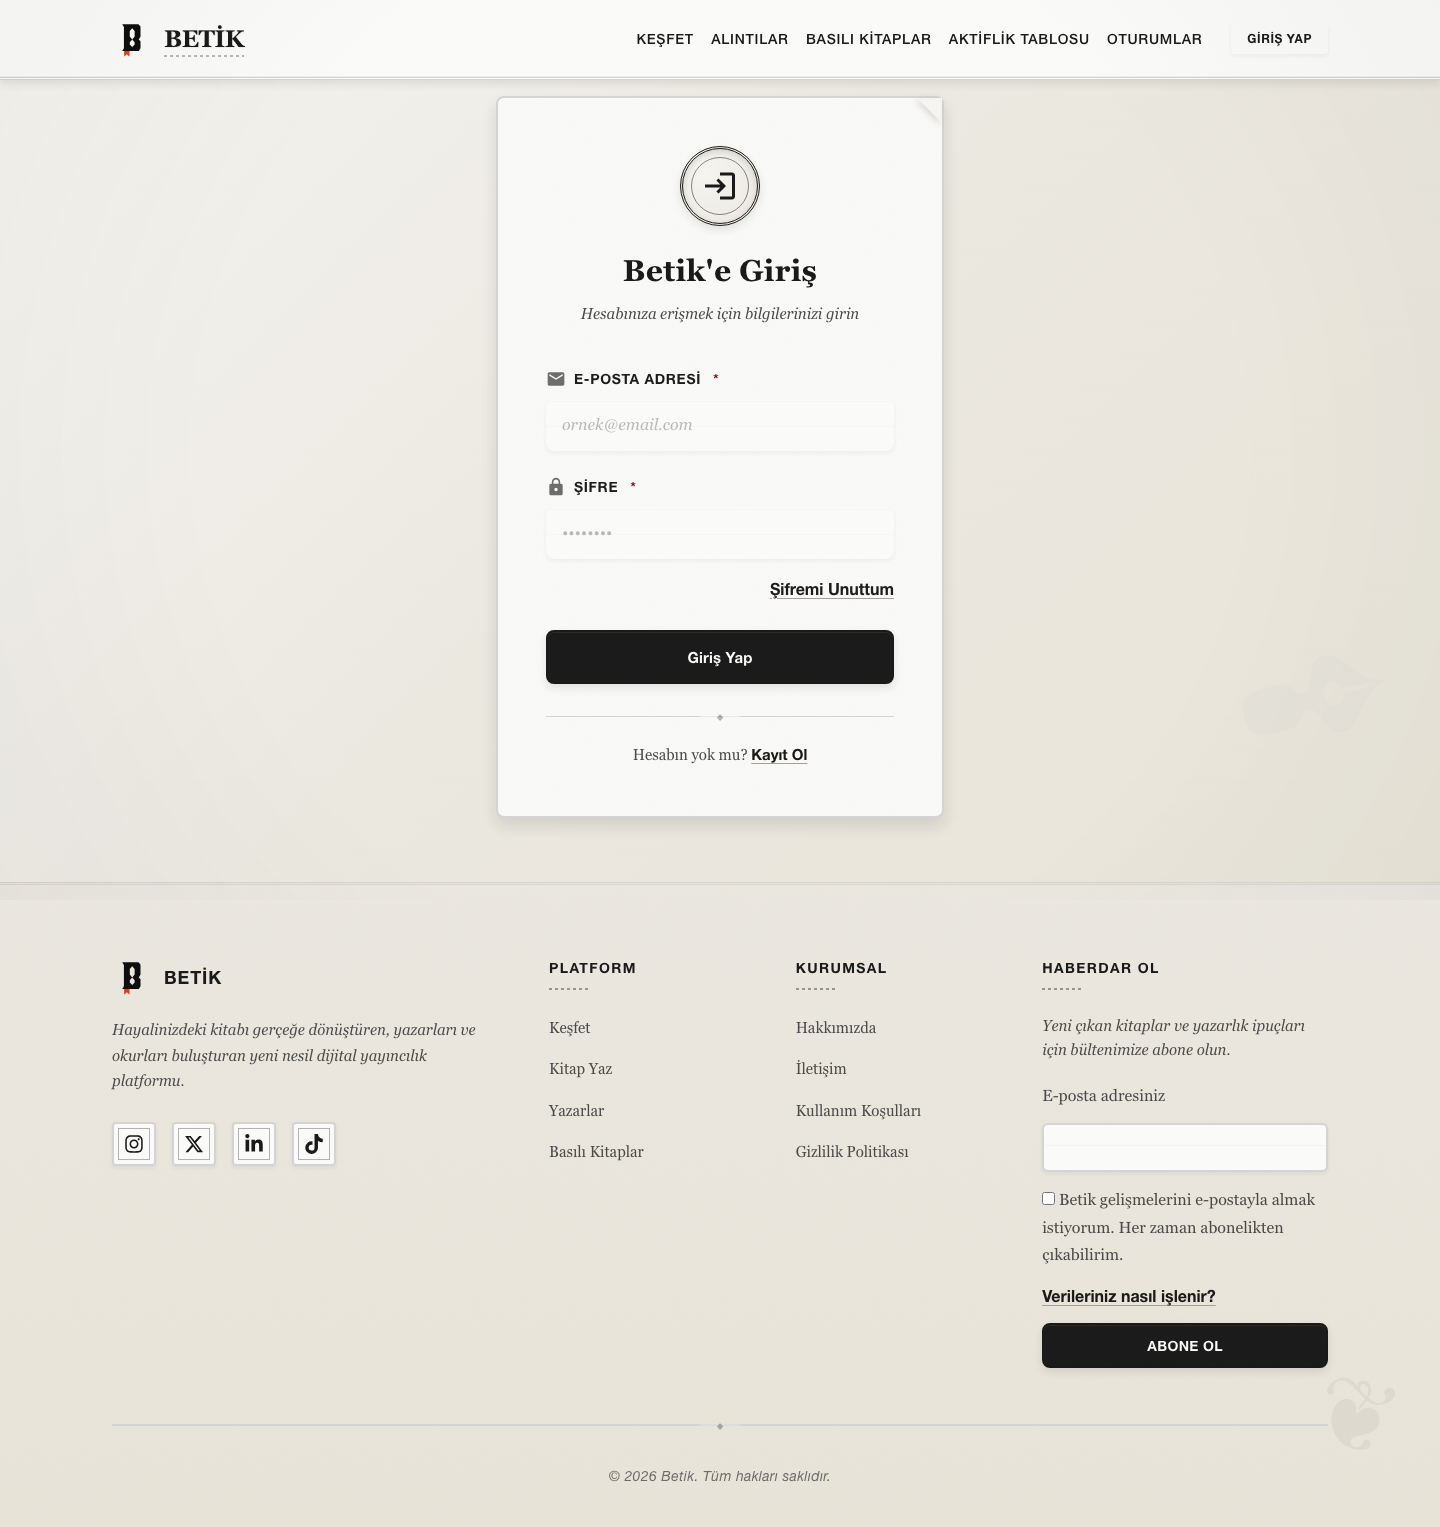 BETİK
KEŞFET ALINTILAR BASILI KİTAPLAR AKTİFLİK TABLOSU OTURUMLAR GİRİŞ YAP
Betik'e Giriş
Hesabınıza erişmek için bilgilerinizi girin
E-POSTA ADRESİ *
ornek@email.com
ŞİFRE *
••••••••
Şifremi Unuttum
Giriş Yap
Hesabın yok mu? Kayıt Ol
BETİK
Hayalinizdeki kitabı gerçeğe dönüştüren, yazarları ve
okurları buluşturan yeni nesil dijital yayıncılık
platformu.
PLATFORM
Keşfet
Kitap Yaz
Yazarlar
Basılı Kitaplar
KURUMSAL
Hakkımızda
İletişim
Kullanım Koşulları
Gizlilik Politikası
HABERDAR OL
Yeni çıkan kitaplar ve yazarlık ipuçları
için bültenimize abone olun.
E-posta adresiniz
Betik gelişmelerini e-postayla almak
istiyorum. Her zaman abonelikten
çıkabilirim.
Verileriniz nasıl işlenir?
ABONE OL
© 2026 Betik. Tüm hakları saklıdır.